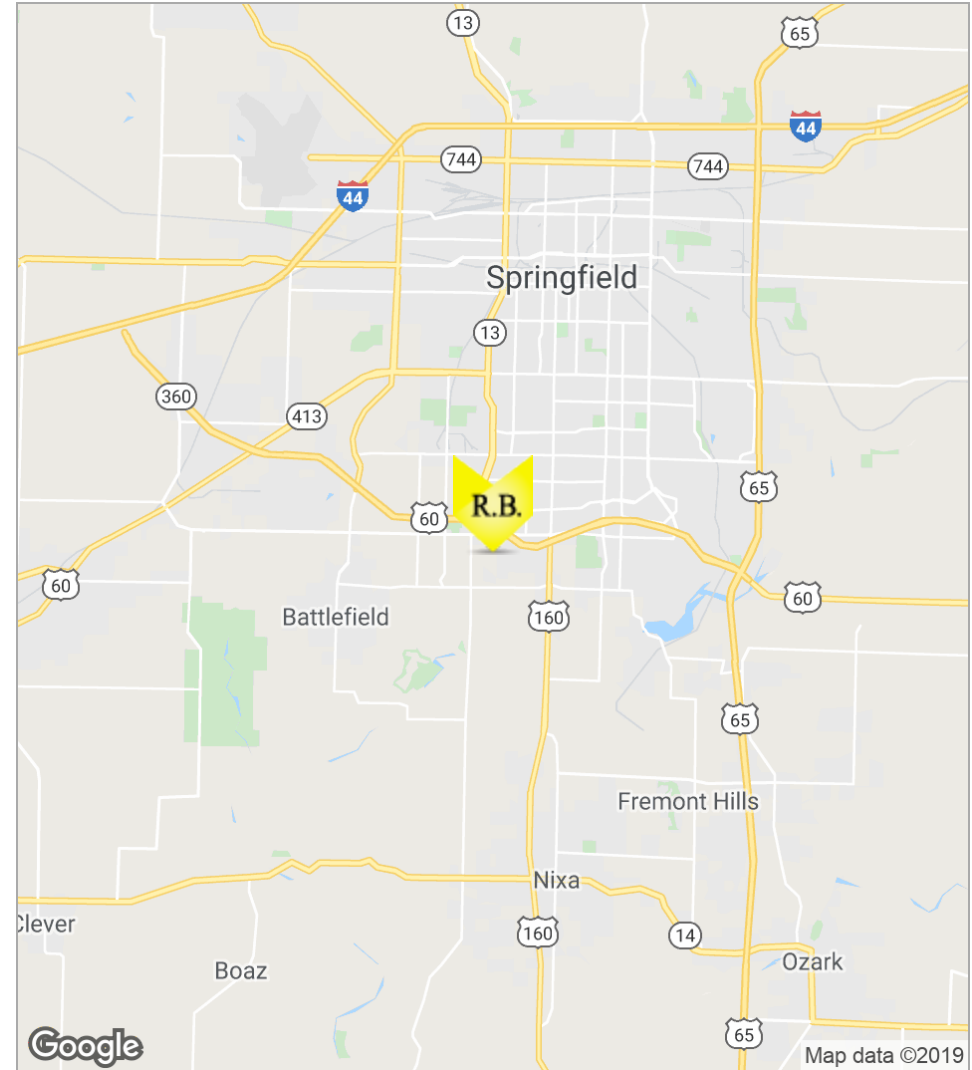 13
65
44
744
744
44
Springfield
13
360
413
65
R.B.
60
60
60
Battlefield
160
65
Fremont Hills
Nixa
Clever
160
14
Boaz
Ozark
65
Google
Map data ©2019